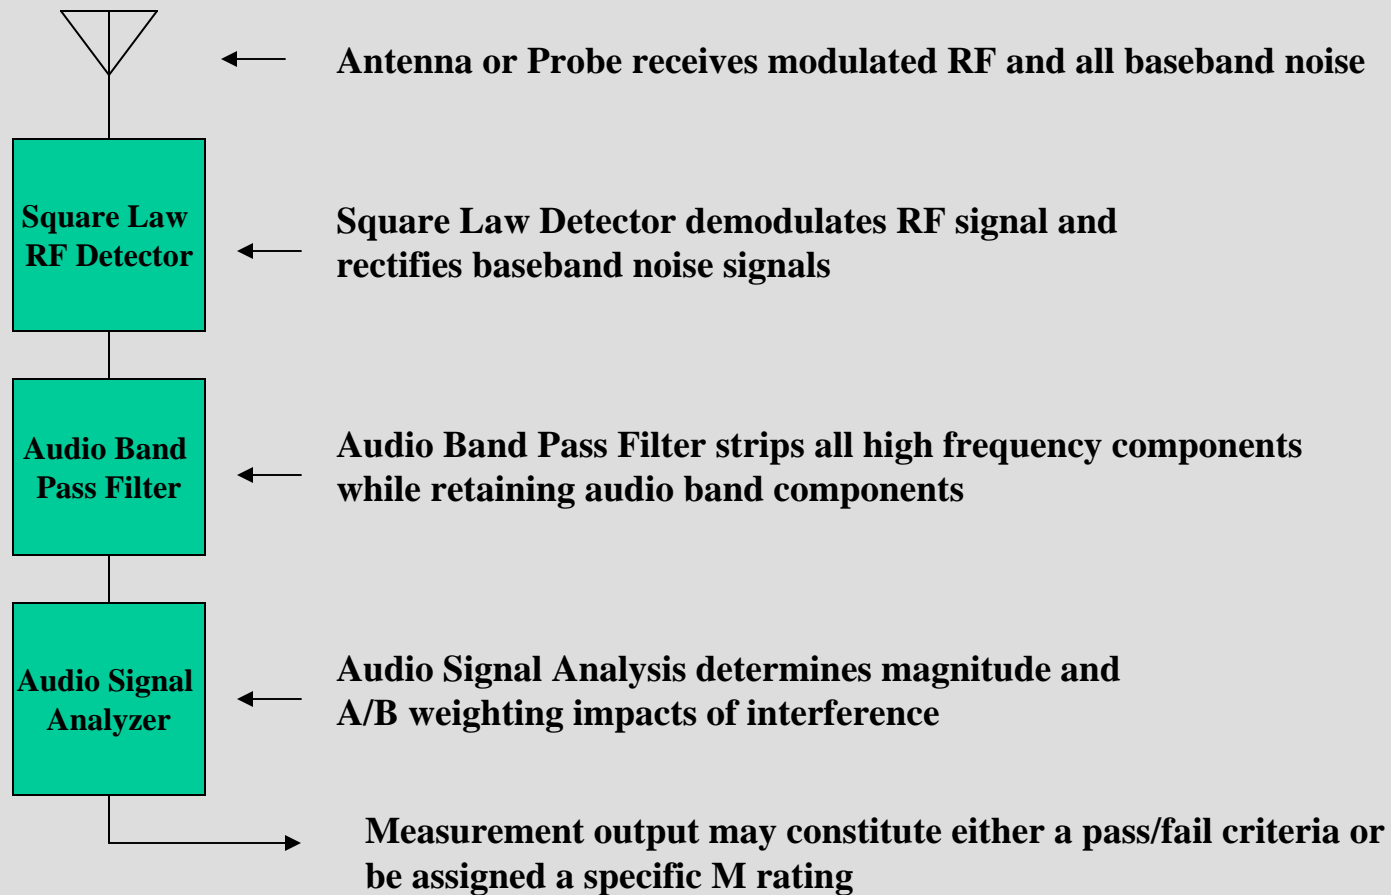 Antenna or Probe receives modulated RF and all baseband noise
Square Law
RF Detector
Square Law Detector demodulates RF signal and
rectifies baseband noise signals
Audio Band
Pass Filter
Audio Band Pass Filter strips all high frequency components
while retaining audio band components
Audio Signal
Analyzer
Audio Signal Analysis determines magnitude and
A/B weighting impacts of interference
Measurement output may constitute either a pass/fail criteria or
be assigned a specific M rating